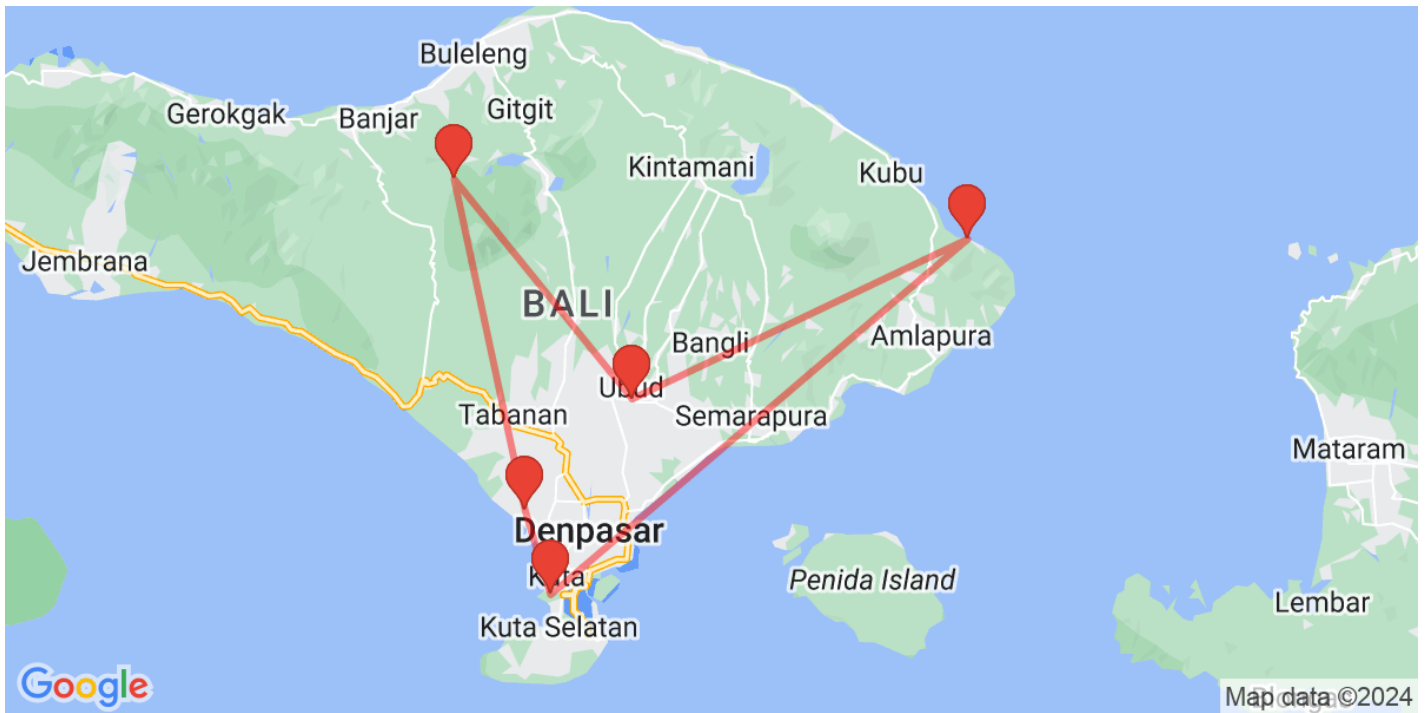 Buleleng
Gerokgak
Banjar
Gitgit
Kintamani
Kubu
Jembrana
BALI
Bangli
Amlapura
Ubud
Tabanan
Semarapura
Mataram
Denpasar
Kuta
Penida Island
Lembar
Kuta Selatan
Google
Map data ©2024